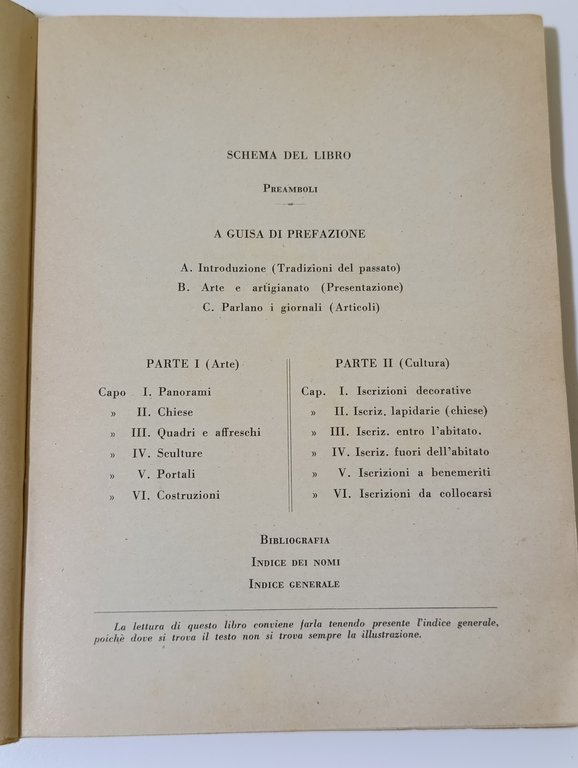 SCHEMA DEL LIBRO
PREAMBOLI
A GUISA DI PREFAZIONE
A. Introduzione (Tradizioni del passato)
B. Arte e artigianato (Presentazione)
C. Parlano i giornali (Articoli)
PARTE I (Arte)
Capo I. Panorami
» II. Chiese
» III. Quadri e affreschi
» IV. Sculture
» V. Portali
» VI. Costruzioni
PARTE II (Cultura)
Cap. I. Iscrizioni decorative
» II. Iscriz. lapidarie (chiese)
» III. Iscriz. entro l'abitato.
» IV. Iscriz. fuori dell'abitato
» V. Iscrizioni a benemeriti
» VI. Iscrizioni da collocarsi
BIBLIOGRAFIA
INDICE DEI NOMI
INDICE GENERALE
La lettura di questo libro conviene farla tenendo presente l'indice generale,
poichè dove si trova il testo non si trova sempre la illustrazione.